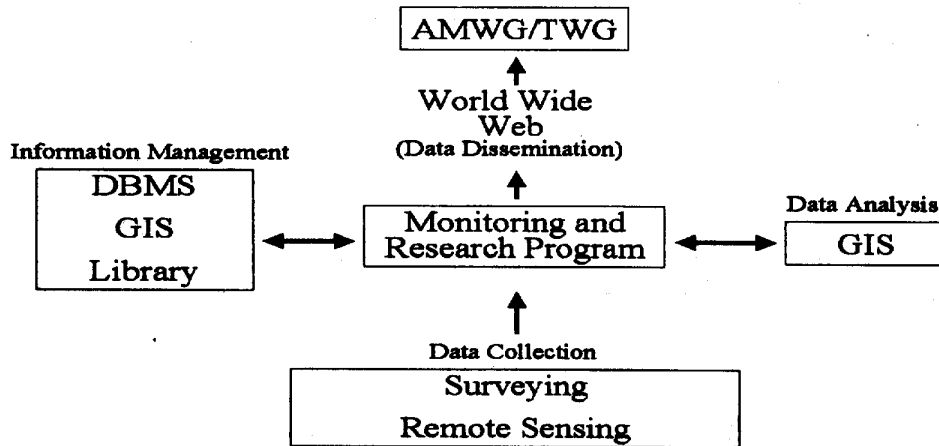 AMWG/TWG
World Wide
Web
(Data Dissemination)
Information Management
DBMS
GIS
Library
Monitoring and
Research Program
Data Analysis
GIS
Data Collection
Surveying
Remote Sensing